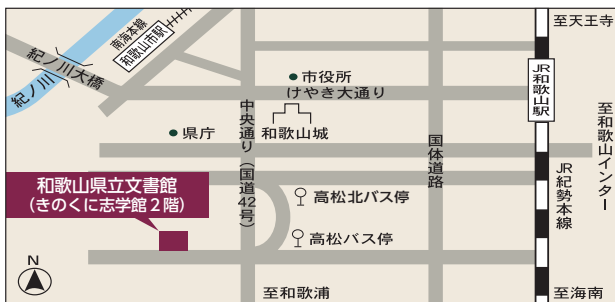 至天王寺
南海本線
和歌山市駅
紀ノ川大橋
紀ノ川
市役所
けやき大通り
JR和歌山駅
至和歌山インター
県庁
和歌山城
中央通り（国道42号）
国体道路
JR紀勢本線
和歌山県立文書館
（きのくに志学館２階）
高松北バス停
高松バス停
N
至和歌浦
至海南